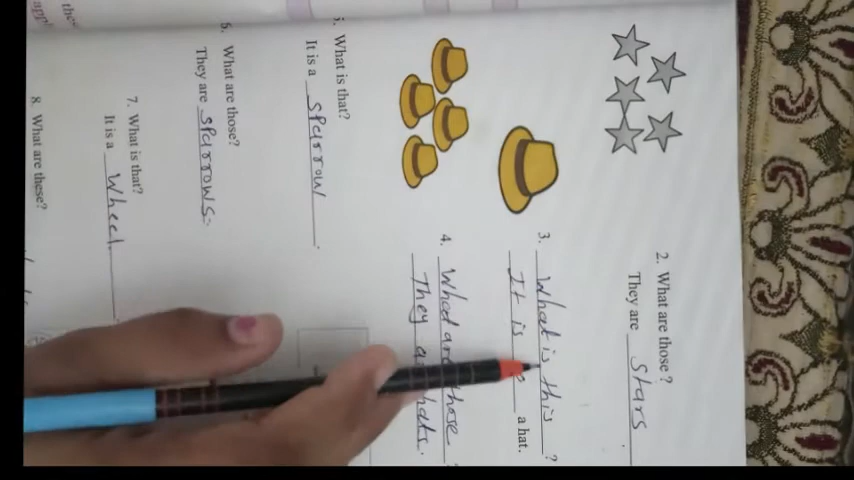 2. What are those ?
They are stars.
3. What is this ?
It is a hat.
4. What are those
They a hats.
5. What is that?
It is a sparrow.
6. What are those?
They are sparrows.
7. What is that?
It is a wheel.
8. What are these?